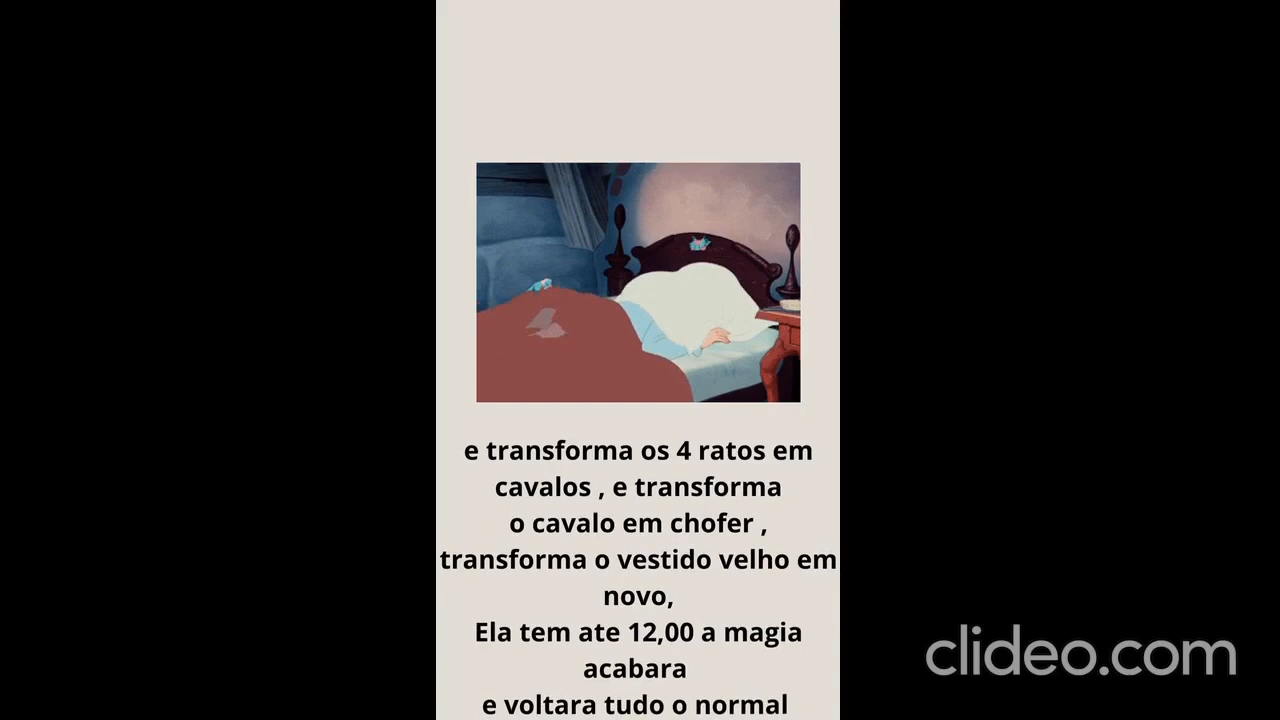 e transforma os 4 ratos em
cavalos , e transforma
o cavalo em chofer ,
transforma o vestido velho em
novo,
Ela tem ate 12,00 a magia
acabara
e voltara tudo o normal
clideo.com